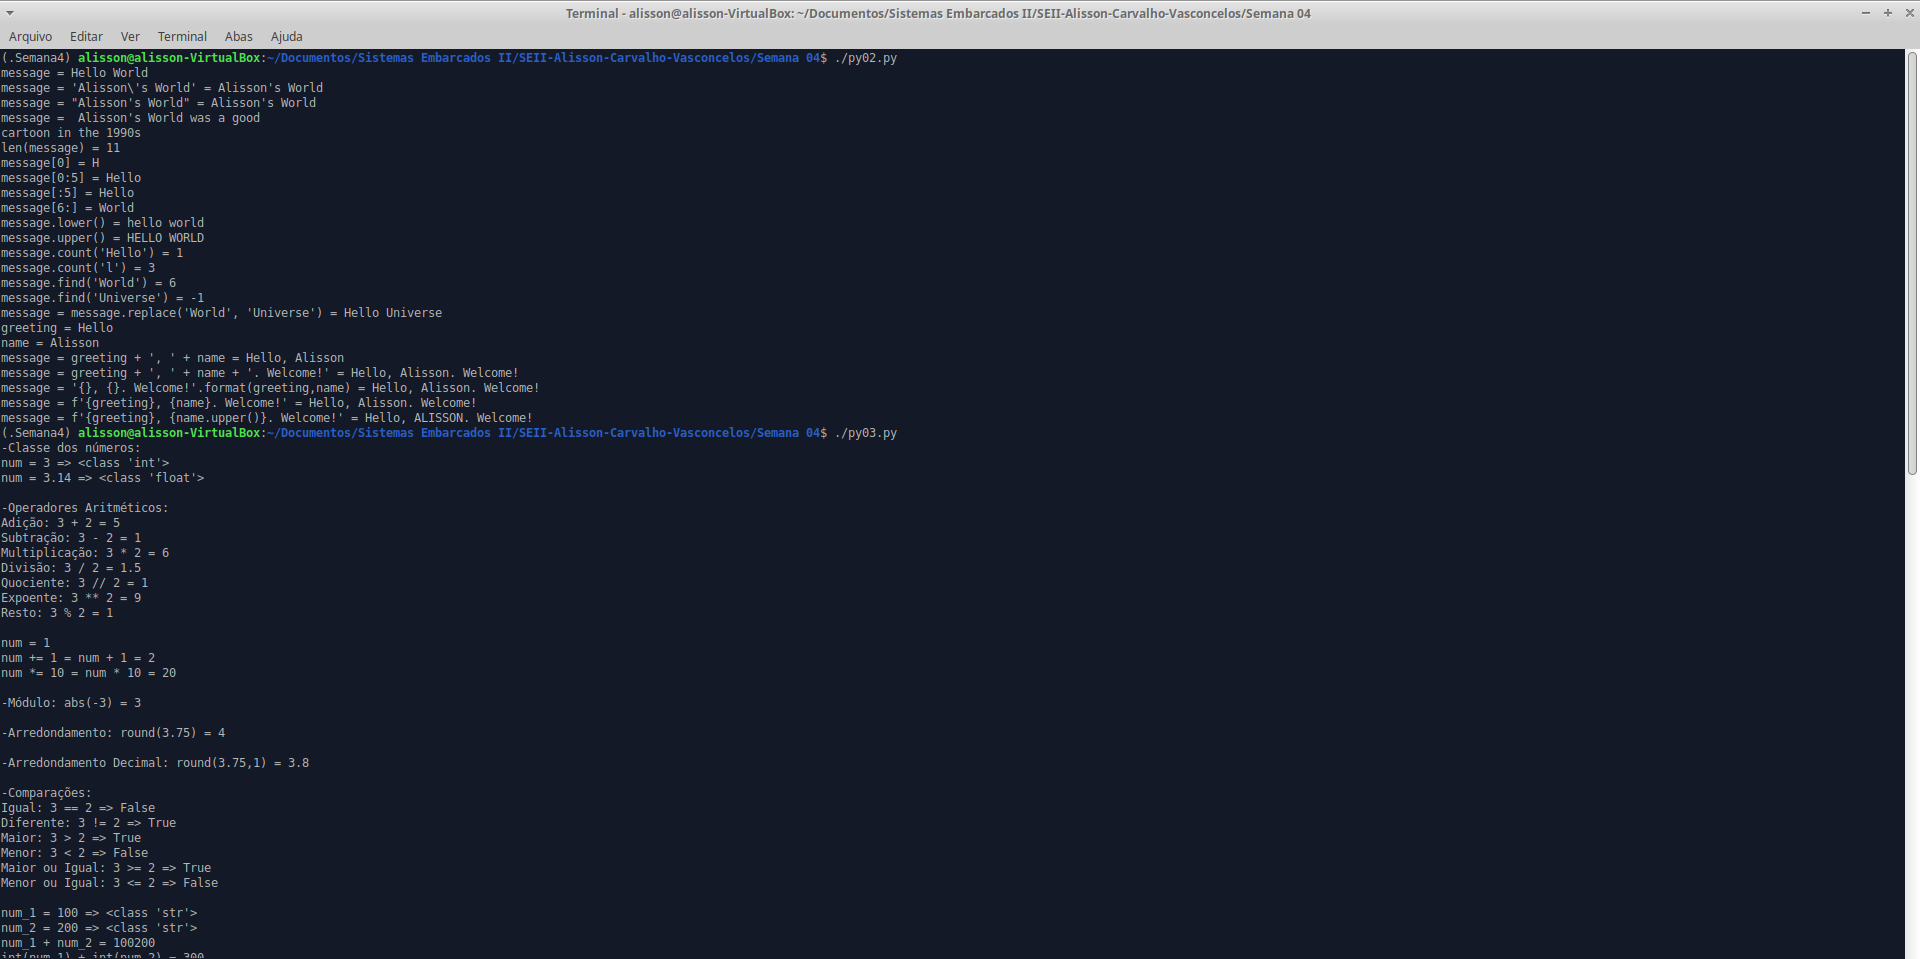 Terminal - alisson@alisson-VirtualBox: ~/Documentos/Sistemas Embarcados II/SEII-Alisson-Carvalho-Vasconcelos/Semana 04
Arquivo Editar Ver Terminal Abas Ajuda
(.Semana4) alisson@alisson-VirtualBox:~/Documentos/Sistemas Embarcados II/SEII-Alisson-Carvalho-Vasconcelos/Semana 04$ ./py02.py
message = Hello World
message = 'Alisson\'s World' = Alisson's World
message = "Alisson's World" = Alisson's World
message =  Alisson's World was a good
cartoon in the 1990s
len(message) = 11
message[0] = H
message[0:5] = Hello
message[:5] = Hello
message[6:] = World
message.lower() = hello world
message.upper() = HELLO WORLD
message.count('Hello') = 1
message.count('l') = 3
message.find('World') = 6
message.find('Universe') = -1
message = message.replace('World', 'Universe') = Hello Universe
greeting = Hello
name = Alisson
message = greeting + ', ' + name = Hello, Alisson
message = greeting + ', ' + name + '. Welcome!' = Hello, Alisson. Welcome!
message = '{}, {}. Welcome!'.format(greeting,name) = Hello, Alisson. Welcome!
message = f'{greeting}, {name}. Welcome!' = Hello, Alisson. Welcome!
message = f'{greeting}, {name.upper()}. Welcome!' = Hello, ALISSON. Welcome!
(.Semana4) alisson@alisson-VirtualBox:~/Documentos/Sistemas Embarcados II/SEII-Alisson-Carvalho-Vasconcelos/Semana 04$ ./py03.py
-Classe dos números:
num = 3 => <class 'int'>
num = 3.14 => <class 'float'>
-Operadores Aritméticos:
Adição: 3 + 2 = 5
Subtração: 3 - 2 = 1
Multiplicação: 3 * 2 = 6
Divisão: 3 / 2 = 1.5
Quociente: 3 // 2 = 1
Expoente: 3 ** 2 = 9
Resto: 3 % 2 = 1
num = 1
num += 1 = num + 1 = 2
num *= 10 = num * 10 = 20
-Módulo: abs(-3) = 3
-Arredondamento: round(3.75) = 4
-Arredondamento Decimal: round(3.75,1) = 3.8
-Comparações:
Igual: 3 == 2 => False
Diferente: 3 != 2 => True
Maior: 3 > 2 => True
Menor: 3 < 2 => False
Maior ou Igual: 3 >= 2 => True
Menor ou Igual: 3 <= 2 => False
num_1 = 100 => <class 'str'>
num_2 = 200 => <class 'str'>
num_1 + num_2 = 100200
int(num_1) + int(num_2) = 300